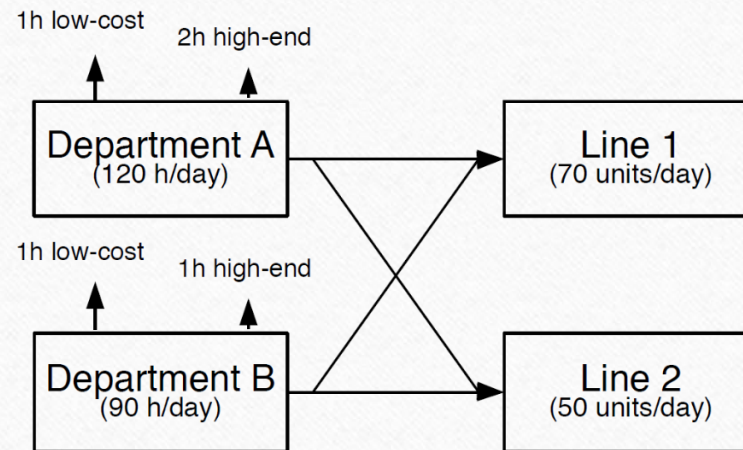 1h low-cost
2h high-end
Department A
(120 h/day)
Line 1
(70 units/day)
1h low-cost
1h high-end
Department B
(90 h/day)
Line 2
(50 units/day)